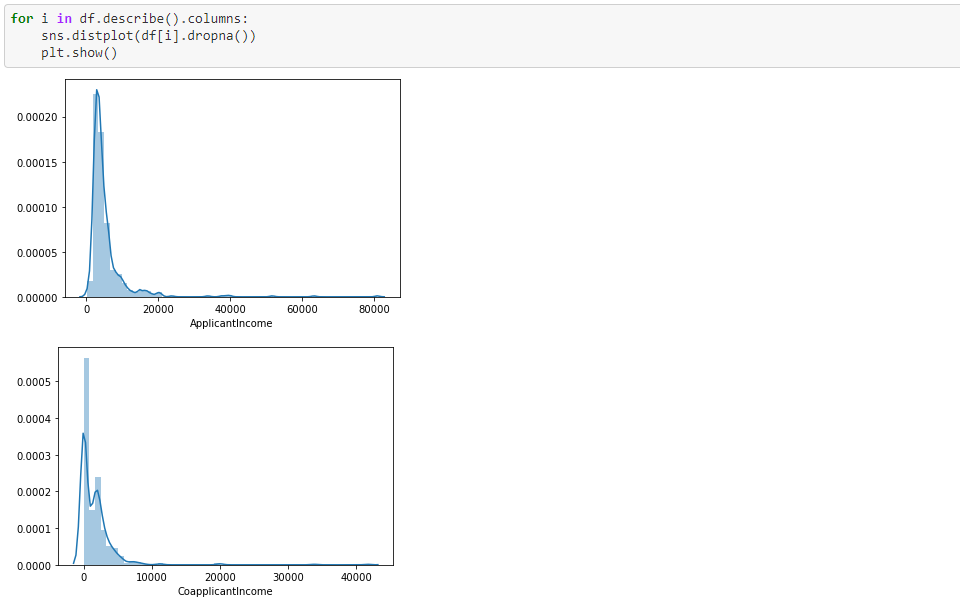 for i in df.describe().columns:
    sns.distplot(df[i].dropna())
    plt.show()
0.00020
0.00015
0.00010
0.00005
0.00000
0 20000 40000 60000 80000
ApplicantIncome
0.0005
0.0004
0.0003
0.0002
0.0001
0.0000
0 10000 20000 30000 40000
CoapplicantIncome